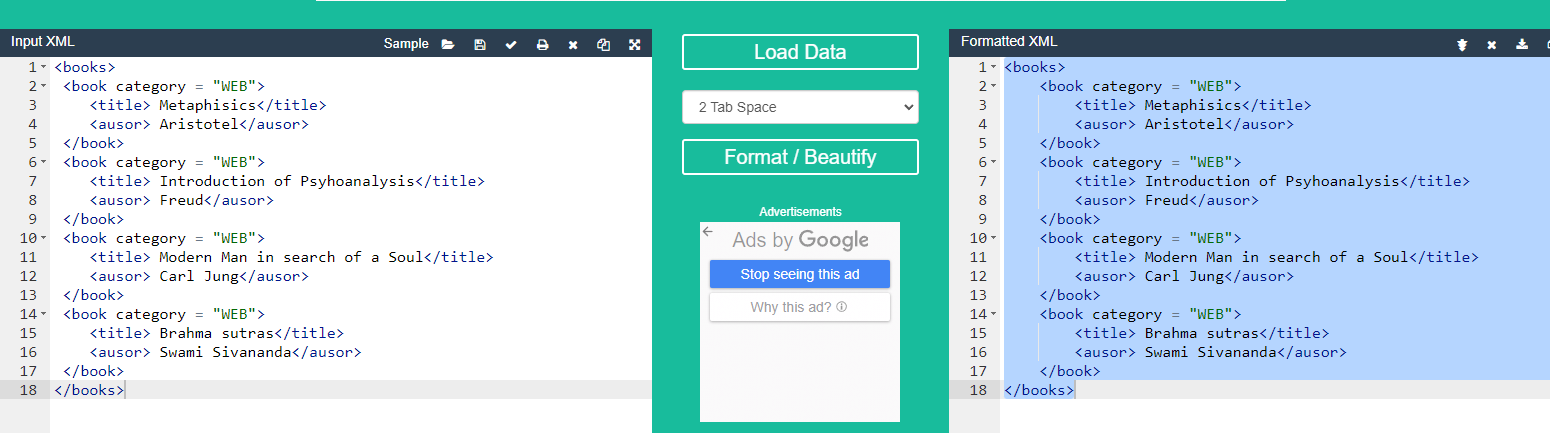 Input XML
Sample
1 <books>
2 <book category = "WEB">
3 <title> Metaphisics</title>
4 <ausor> Aristotel</ausor>
5 </book>
6 <book category = "WEB">
7 <title> Introduction of Psyhoanalysis</title>
8 <ausor> Freud</ausor>
9 </book>
10 <book category = "WEB">
11 <title> Modern Man in search of a Soul</title>
12 <ausor> Carl Jung</ausor>
13 </book>
14 <book category = "WEB">
15 <title> Brahma sutras</title>
16 <ausor> Swami Sivananda</ausor>
17 </book>
18 </books>
Load Data
2 Tab Space
Format / Beautify
Advertisements
Ads by Google
Stop seeing this ad
Why this ad?
Formatted XML
1 <books>
2 <book category = "WEB">
3 <title> Metaphisics</title>
4 <ausor> Aristotel</ausor>
5 </book>
6 <book category = "WEB">
7 <title> Introduction of Psyhoanalysis</title>
8 <ausor> Freud</ausor>
9 </book>
10 <book category = "WEB">
11 <title> Modern Man in search of a Soul</title>
12 <ausor> Carl Jung</ausor>
13 </book>
14 <book category = "WEB">
15 <title> Brahma sutras</title>
16 <ausor> Swami Sivananda</ausor>
17 </book>
18 </books>